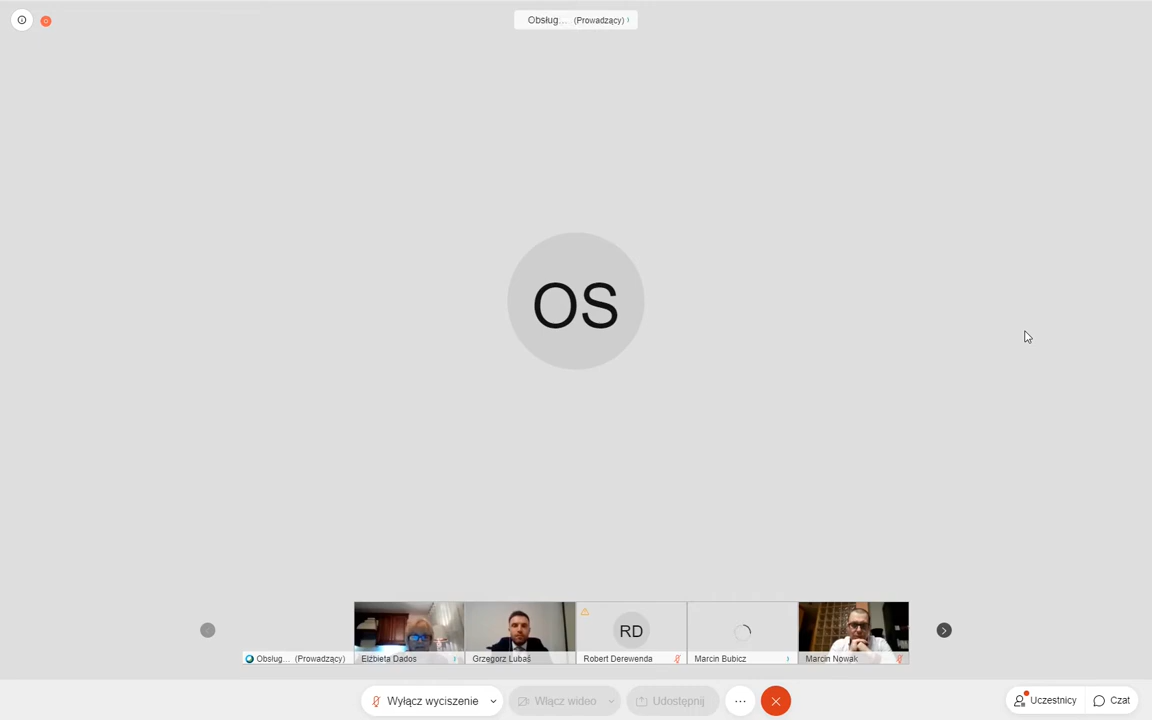 Obsług... (Prowadzący)
OS
RD
Obsług... (Prowadzący)
Elżbieta Dados
Grzegorz Lubaś
Robert Derewenda
Marcin Bubicz
Marcin Nowak
Wyłącz wyciszenie
Włącz wideo
Udostępnij
Uczestnicy
Czat